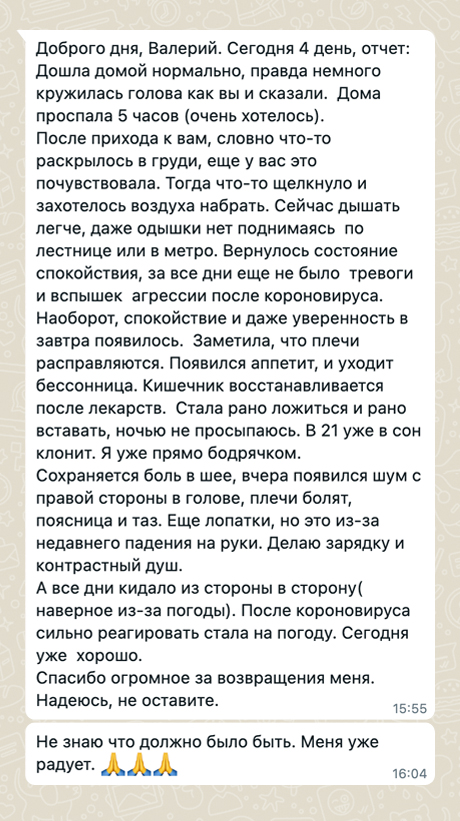 Доброго дня, Валерий. Сегодня 4 день, отчет:
Дошла домой нормально, правда немного
кружилась голова как вы и сказали.  Дома
проспала 5 часов (очень хотелось).
После прихода к вам, словно что-то
раскрылось в груди, еще у вас это
почувствовала. Тогда что-то щелкнуло и
захотелось воздуха набрать. Сейчас дышать
легче, даже одышки нет поднимаясь  по
лестнице или в метро. Вернулось состояние
спокойствия, за все дни еще не было  тревоги
и вспышек  агрессии после короновируса.
Наоборот, спокойствие и даже уверенность в
завтра появилось.  Заметила, что плечи
расправляются. Появился аппетит, и уходит
бессонница. Кишечник восстанавливается
после лекарств.  Стала рано ложиться и рано
вставать, ночью не просыпаюсь. В 21 уже в сон
клонит. Я уже прямо бодрячком.
Сохраняется боль в шее, вчера появился шум с
правой стороны в голове, плечи болят,
поясница и таз. Еще лопатки, но это из-за
недавнего падения на руки. Делаю зарядку и
контрастный душ.
А все дни кидало из стороны в сторону(
наверное из-за погоды). После короновируса
сильно реагировать стала на погоду. Сегодня
уже  хорошо.
Спасибо огромное за возвращения меня.
Надеюсь, не оставите.
15:55
Не знаю что должно было быть. Меня уже
радует. 🙏🙏🙏
16:04